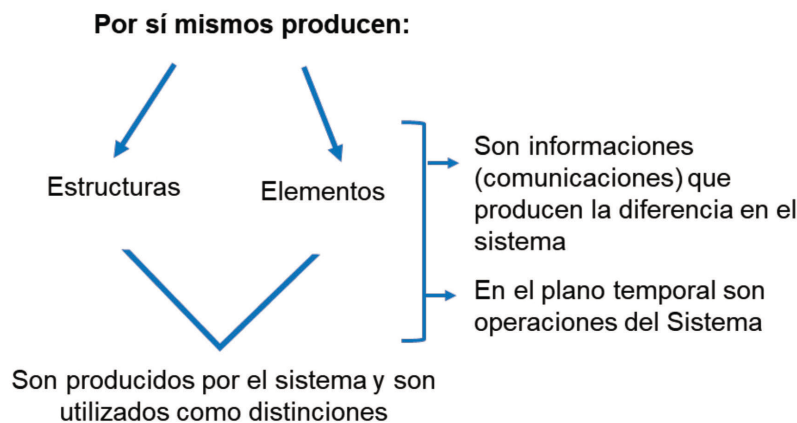 Por sí mismos producen:
Estructuras
Elementos
Son informaciones
(comunicaciones) que
producen la diferencia en el
sistema
En el plano temporal son
operaciones del Sistema
Son producidos por el sistema y son
utilizados como distinciones